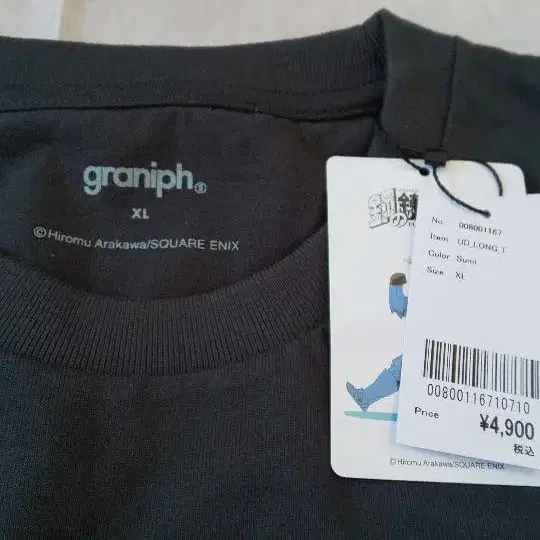 graniph®
XL
©Hiromu Arakawa/SQUARE ENIX
No. 008001167
Item UD_LONG_T
Color Sumi
Size XL
00800116710710
Price ¥4,900
税込
©Hiromu Arakawa/SQUARE ENIX